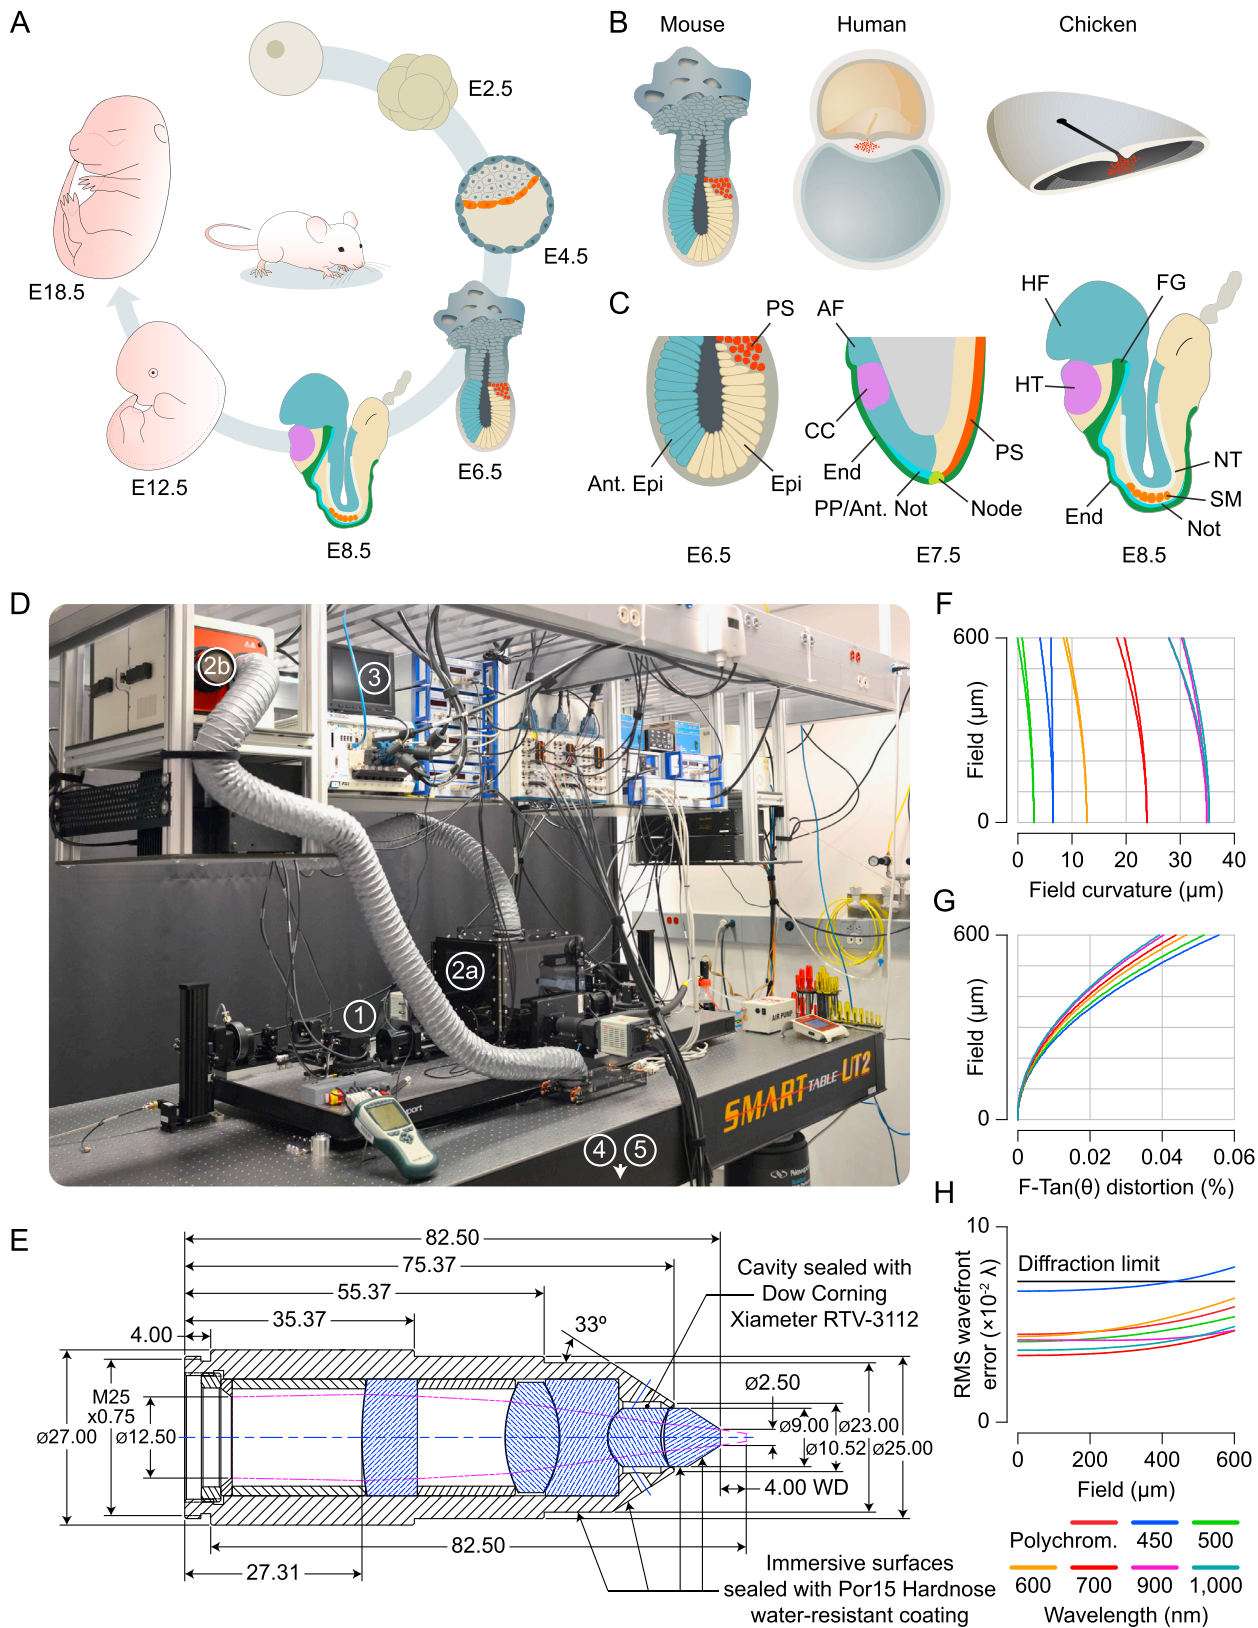 A
E2.5
E4.5
E6.5
E8.5
E12.5
E18.5
B
Mouse
Human
Chicken
C
PS
Ant. Epi
Epi
E6.5
AF
CC
End
PP/Ant. Not
Node
PS
E7.5
HF
FG
HT
NT
SM
Not
End
E8.5
D
2b
3
2a
1
4
5
AIR PUMP
SMART TABLE UT2
Newport
E
82.50
75.37
55.37
35.37
4.00
33º
Cavity sealed with
Dow Corning
Xiameter RTV-3112
M25
x0.75
ø27.00
ø12.50
ø2.50
ø9.00
ø23.00
ø10.52
ø25.00
4.00 WD
82.50
27.31
Immersive surfaces
sealed with Por15 Hardnose
water-resistant coating
F
600
Field (µm)
0
0 10 20 30 40
Field curvature (µm)
G
600
Field (µm)
0
0 0.02 0.04 0.06
F-Tan(θ) distortion (%)
H
10
Diffraction limit
RMS wavefront
error (×10⁻² λ)
0
0 200 400 600
Field (µm)
Polychrom. 450 500
600 700 900 1,000
Wavelength (nm)